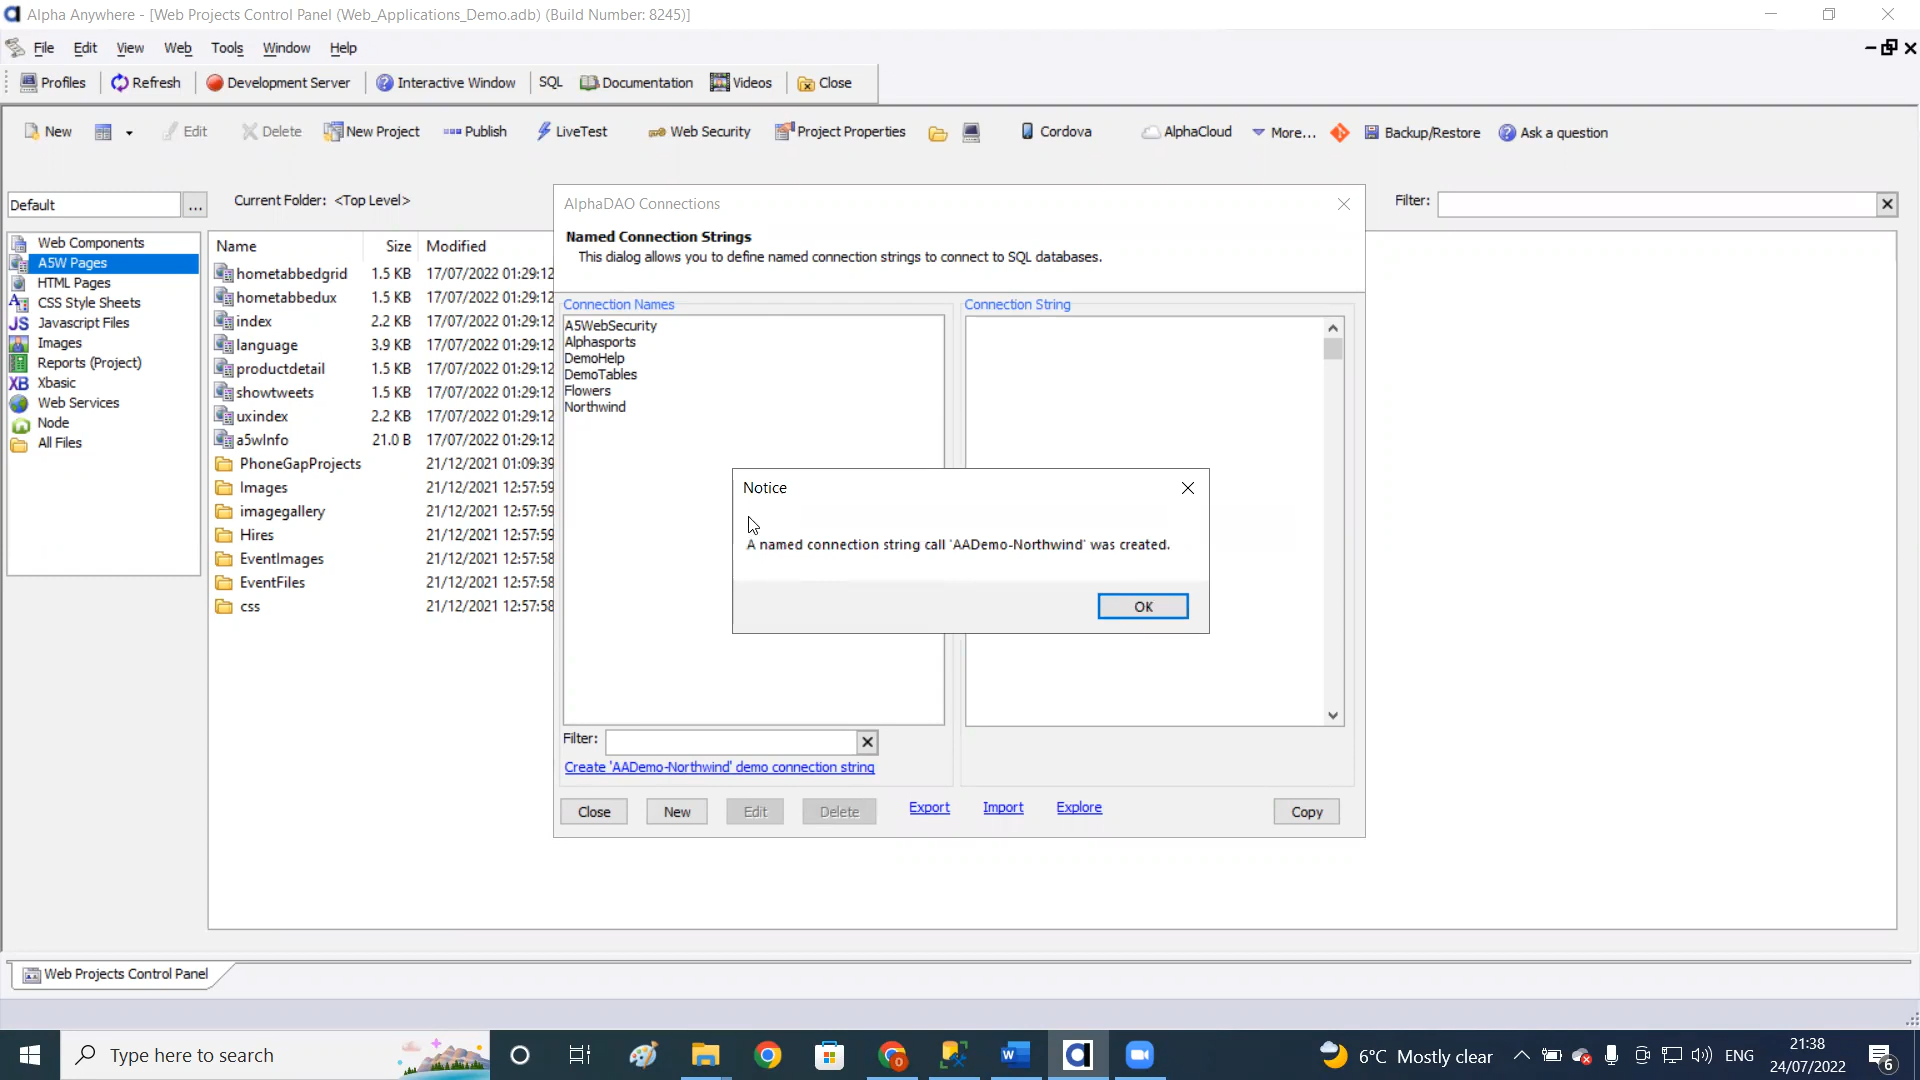 Alpha Anywhere - [Web Projects Control Panel (Web_Applications_Demo.adb) (Build Number: 8245)]
File Edit View Web Tools Window Help
Profiles Refresh Development Server Interactive Window SQL Documentation Videos Close
New Edit Delete New Project Publish LiveTest Web Security Project Properties Cordova AlphaCloud More... Backup/Restore Ask a question
Default ... Current Folder: <Top Level> Filter:
Web Components
A5W Pages
HTML Pages
CSS Style Sheets
JS Javascript Files
Images
Reports (Project)
XB Xbasic
Web Services
Node
All Files
Name Size Modified
hometabbedgrid 1.5 KB 17/07/2022 01:29:12
hometabbedux 1.5 KB 17/07/2022 01:29:12
index 2.2 KB 17/07/2022 01:29:12
language 3.9 KB 17/07/2022 01:29:12
productdetail 1.5 KB 17/07/2022 01:29:12
showtweets 1.5 KB 17/07/2022 01:29:12
uxindex 2.2 KB 17/07/2022 01:29:12
a5wInfo 21.0 B 17/07/2022 01:29:12
PhoneGapProjects 21/12/2021 01:09:39
Images 21/12/2021 12:57:59
imagegallery 21/12/2021 12:57:59
Hires 21/12/2021 12:57:59
EventImages 21/12/2021 12:57:58
EventFiles 21/12/2021 12:57:58
css 21/12/2021 12:57:58
AlphaDAO Connections
Named Connection Strings
This dialog allows you to define named connection strings to connect to SQL databases.
Connection Names
A5WebSecurity
Alphasports
DemoHelp
DemoTables
Flowers
Northwind
Connection String
Notice
A named connection string call 'AADemo-Northwind' was created.
OK
Filter:
Create 'AADemo-Northwind' demo connection string
Close New Edit Delete Export Import Explore Copy
Web Projects Control Panel
Type here to search
6°C Mostly clear
ENG
21:38
24/07/2022
6